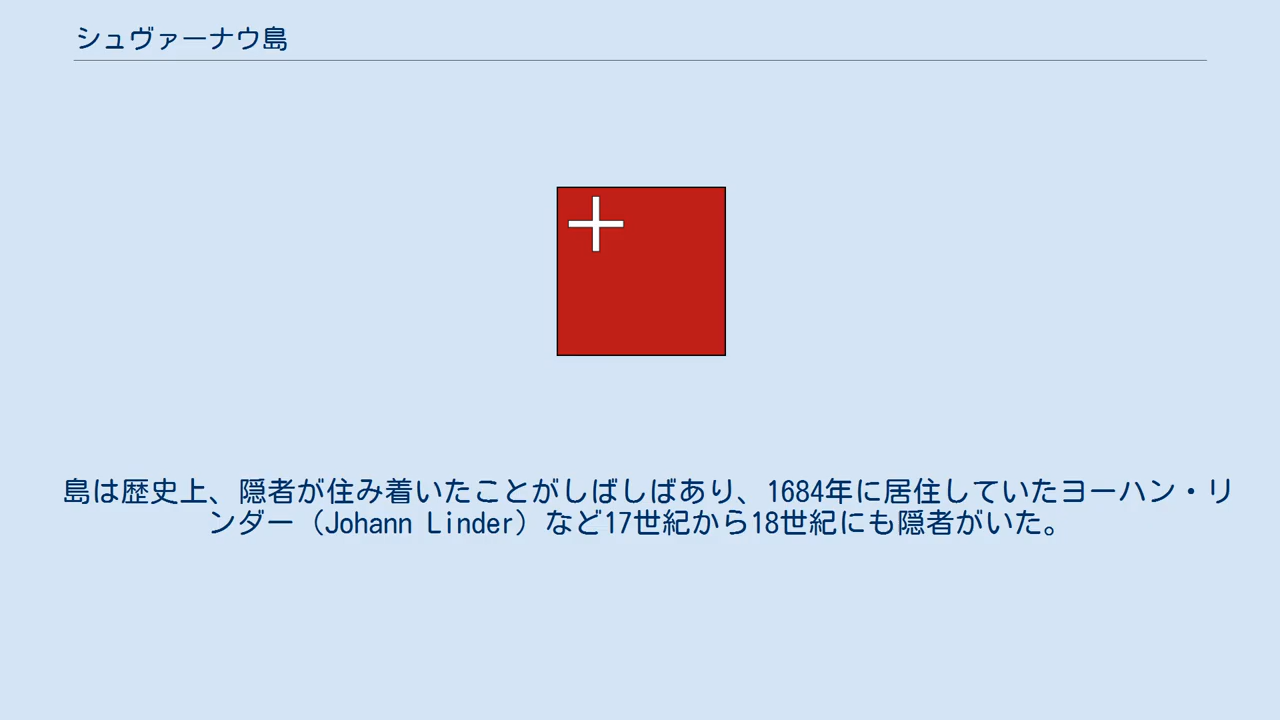 シュヴァーナウ島
島は歴史上、隠者が住み着いたことがしばしばあり、1684年に居住していたヨーハン・リ
ンダー（Johann Linder）など17世紀から18世紀にも隠者がいた。